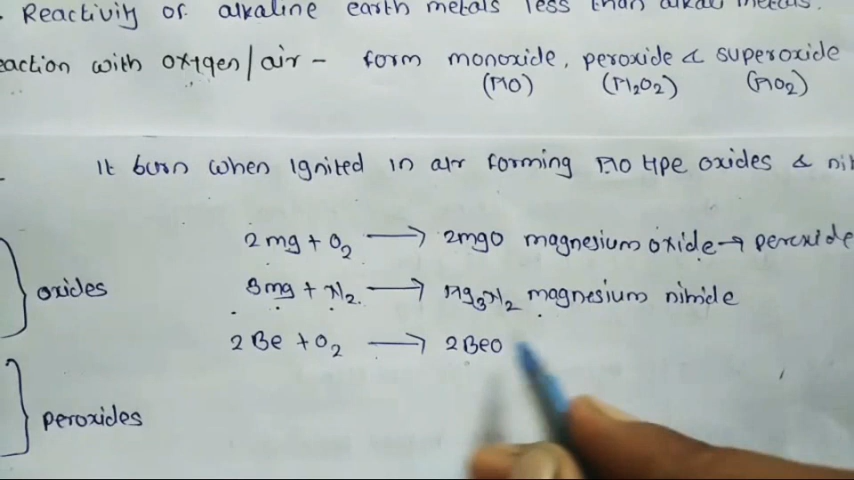 . Reactivity of alkaline earth metals less than alkali metals.
eaction with oxygen/air - form monoxide, peroxide & superoxide
(MO) (M2O2) (MO2)
It burn when ignited in air forming MO type oxides & nit
2mg + O2 → 2mgO magnesium oxide → peroxide
oxides 3mg + N2 → Mg3N2 magnesium nitride
2Be + O2 → 2BeO
peroxides